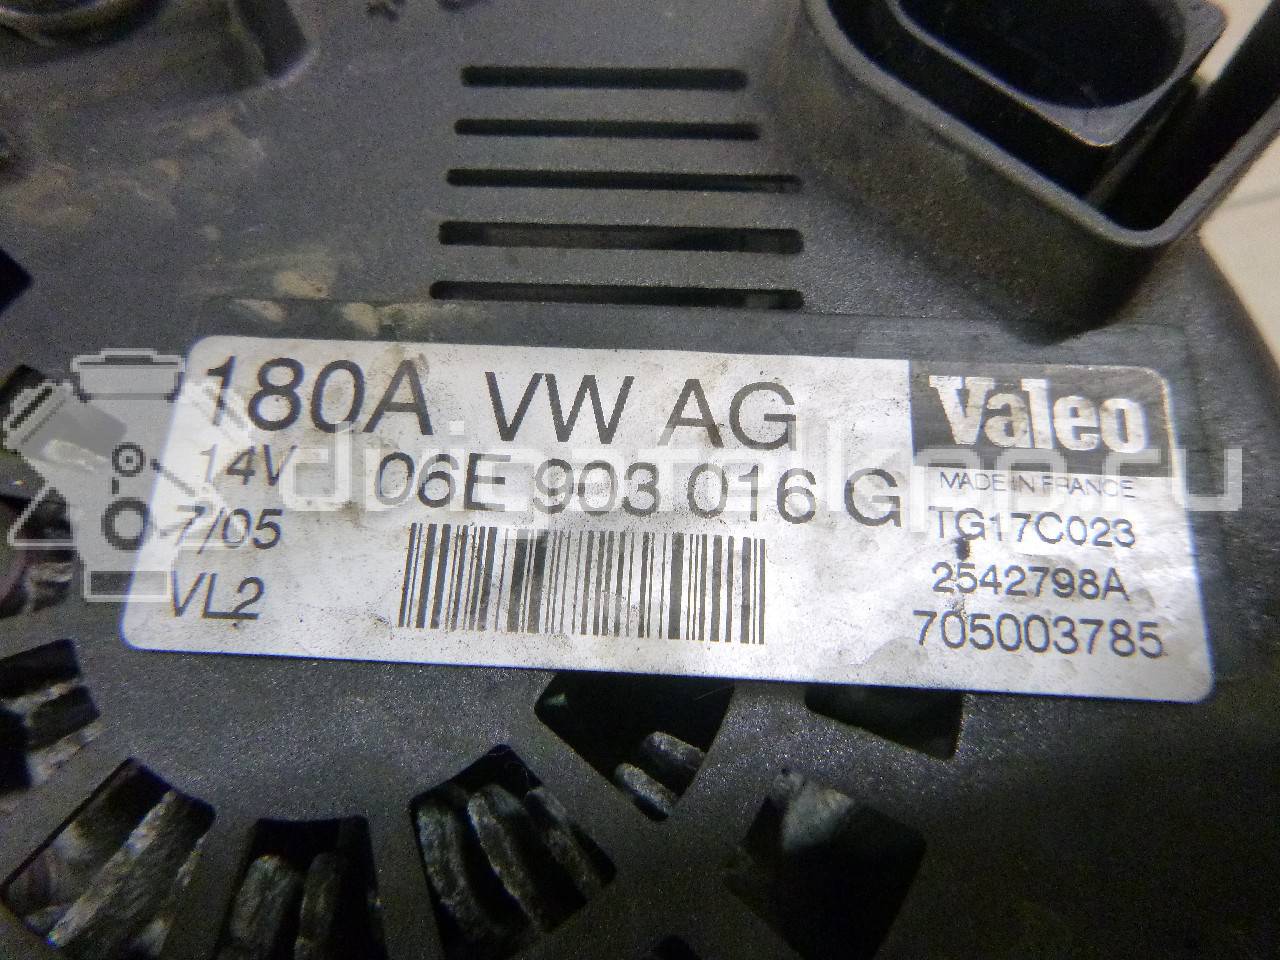 180A VW AG
14V 06E 903 016 G
7/05
VL2
Valeo
MADE IN FRANCE
TG17C023
2542798A
705003785